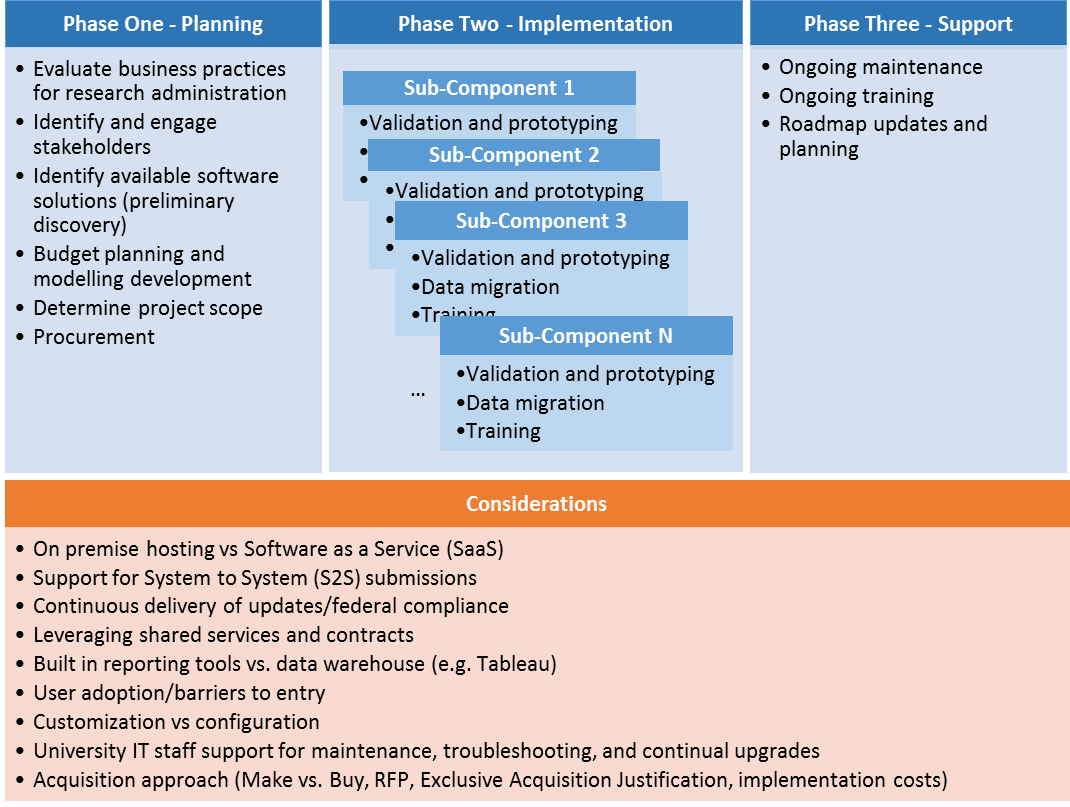 Phase One - Planning
• Evaluate business practices
for research administration
• Identify and engage
stakeholders
• Identify available software
solutions (preliminary
discovery)
• Budget planning and
modelling development
• Determine project scope
• Procurement
Phase Two - Implementation
Sub-Component 1
•Validation and prototyping
•
•
Sub-Component 2
•Validation and prototyping
•
•
Sub-Component 3
•Validation and prototyping
•Data migration
•Training
...
Sub-Component N
•Validation and prototyping
•Data migration
•Training
Phase Three - Support
• Ongoing maintenance
• Ongoing training
• Roadmap updates and
planning
Considerations
• On premise hosting vs Software as a Service (SaaS)
• Support for System to System (S2S) submissions
• Continuous delivery of updates/federal compliance
• Leveraging shared services and contracts
• Built in reporting tools vs. data warehouse (e.g. Tableau)
• User adoption/barriers to entry
• Customization vs configuration
• University IT staff support for maintenance, troubleshooting, and continual upgrades
• Acquisition approach (Make vs. Buy, RFP, Exclusive Acquisition Justification, implementation costs)